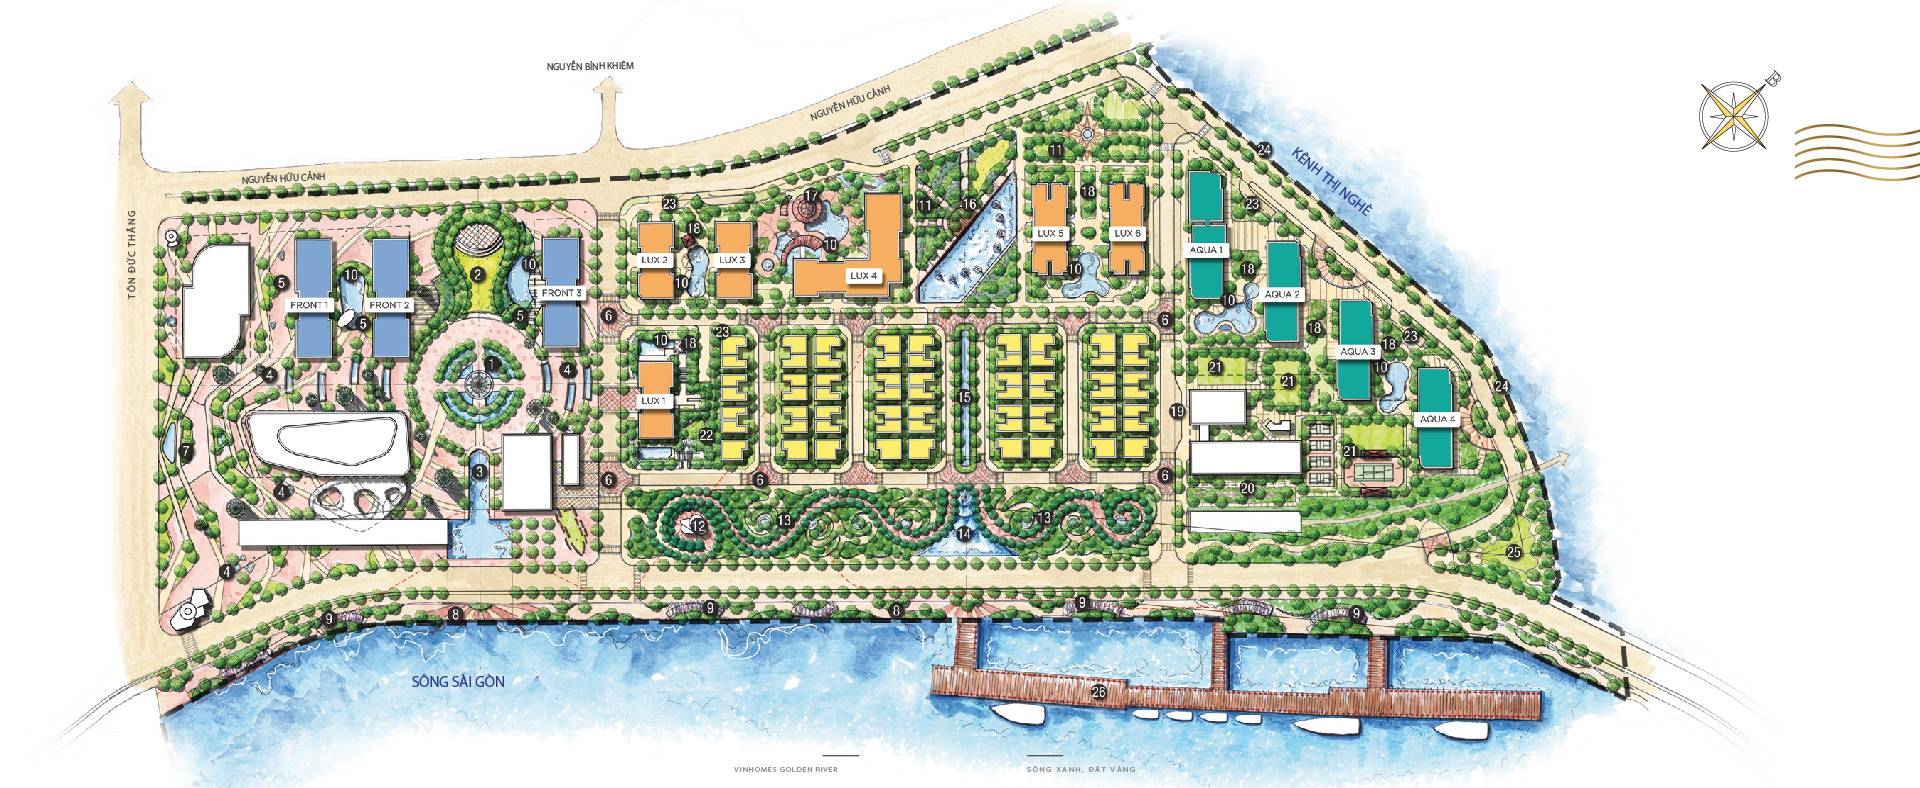 NGUYỄN BỈNH KHIÊM
NGUYỄN HỮU CẢNH
B
24
KÊNH THỊ NGHÈ
11
18
NGUYỄN HỮU CẢNH
TÔN ĐỨC THẮNG
23
17
11
16
18
23
LUX 5
LUX 6
10
AQUA 1
18
LUX 2
LUX 3
10
LUX 4
10
2
10
5
10
FRONT 1
FRONT 2
FRONT 3
5
5
6
10
18
AQUA 2
10
6
18
23
18
AQUA 3
10
23
10
18
1
4
4
21
21
24
LUX 1
15
19
AQUA 4
22
7
3
21
4
6
6
6
20
12
13
14
13
25
4
9
8
9
8
9
9
SÔNG SÀI GÒN
26
VINHOMES GOLDEN RIVER
SÔNG XANH, ĐẤT VÀNG